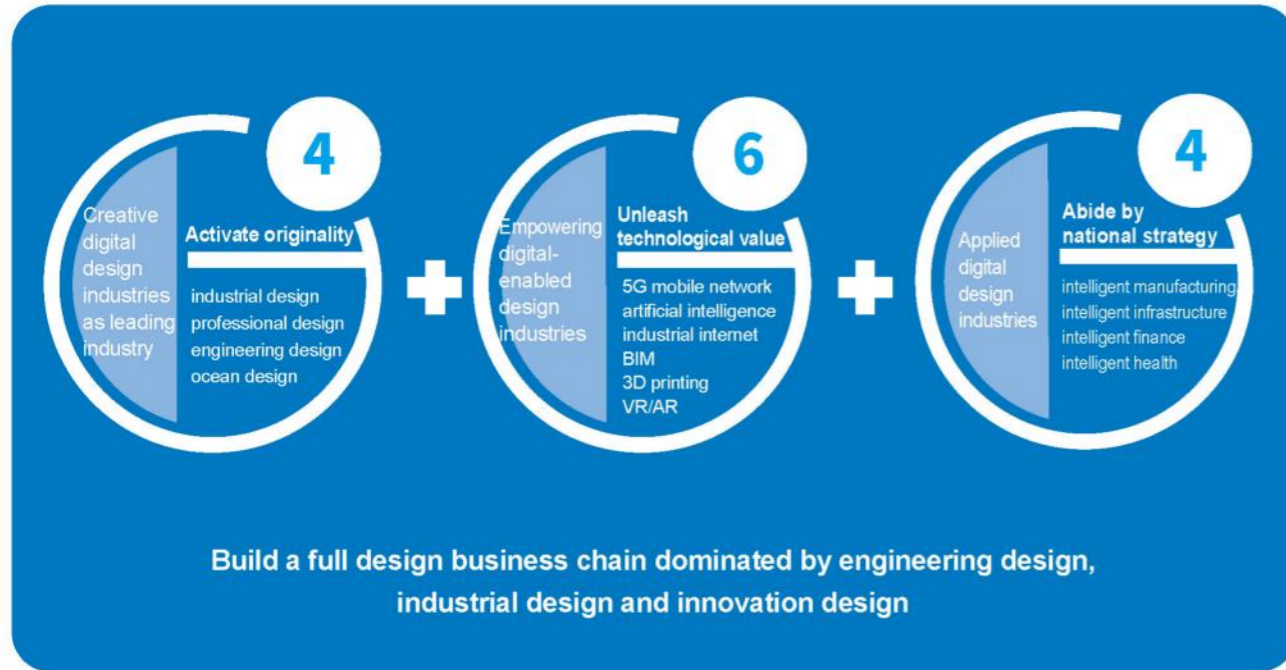 4
Creative
digital
design
industries
as leading
industry
Activate originality
industrial design
professional design
engineering design
ocean design
6
Empowering
digital-
enabled
design
industries
Unleash
technological value
5G mobile network
artificial intelligence
industrial internet
BIM
3D printing
VR/AR
4
Applied
digital
design
industries
Abide by
national strategy
intelligent manufacturing
intelligent infrastructure
intelligent finance
intelligent health
Build a full design business chain dominated by engineering design,
industrial design and innovation design